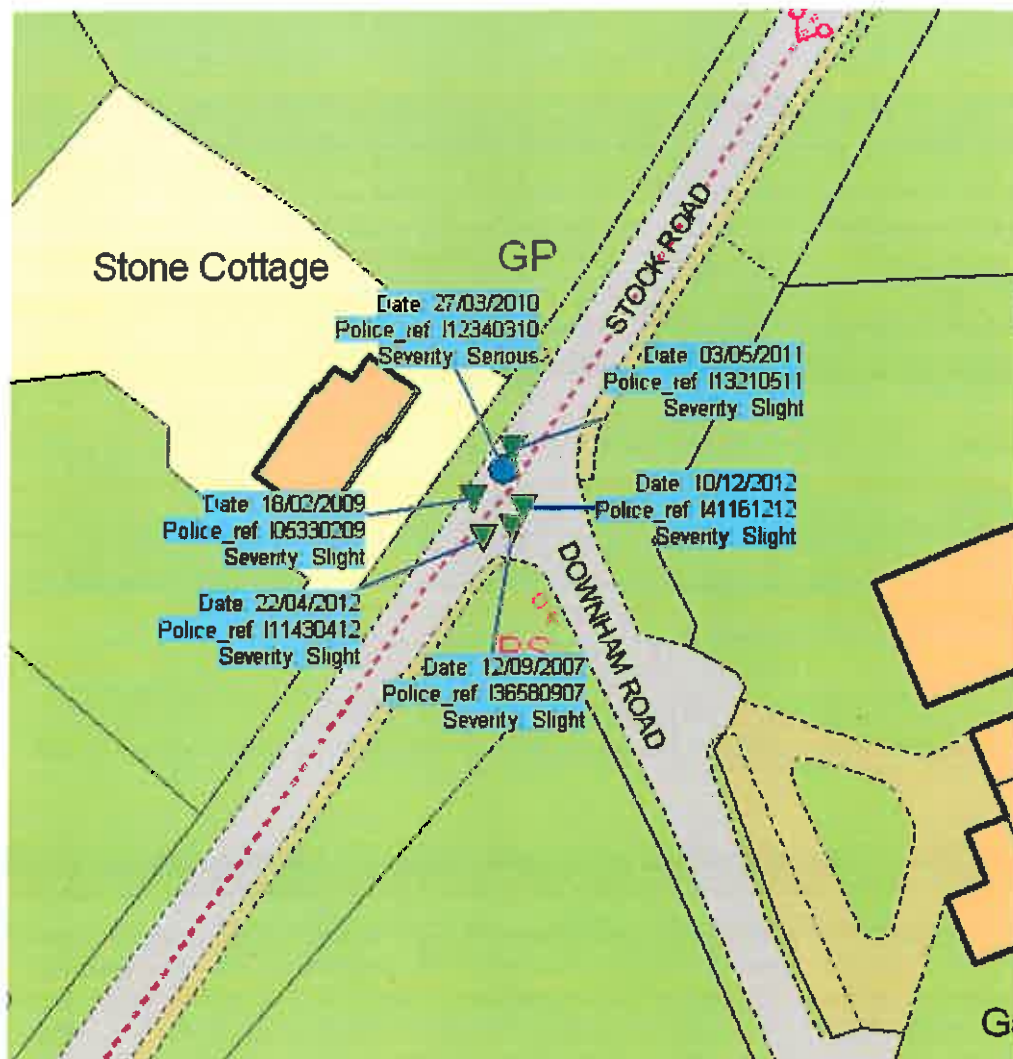 Stone Cottage
GP
STOCK ROAD
Date 27/03/2010
Police_ref I12340310
Severity Serious
Date 03/05/2011
Police_ref I13210511
Severity Slight
Date 18/02/2009
Police_ref I05330209
Severity Slight
Date 10/12/2012
Police_ref I41161212
Severity Slight
Date 22/04/2012
Police_ref I11430412
Severity Slight
Date 12/09/2007
Police_ref I36580907
Severity Slight
DOWNHAM ROAD